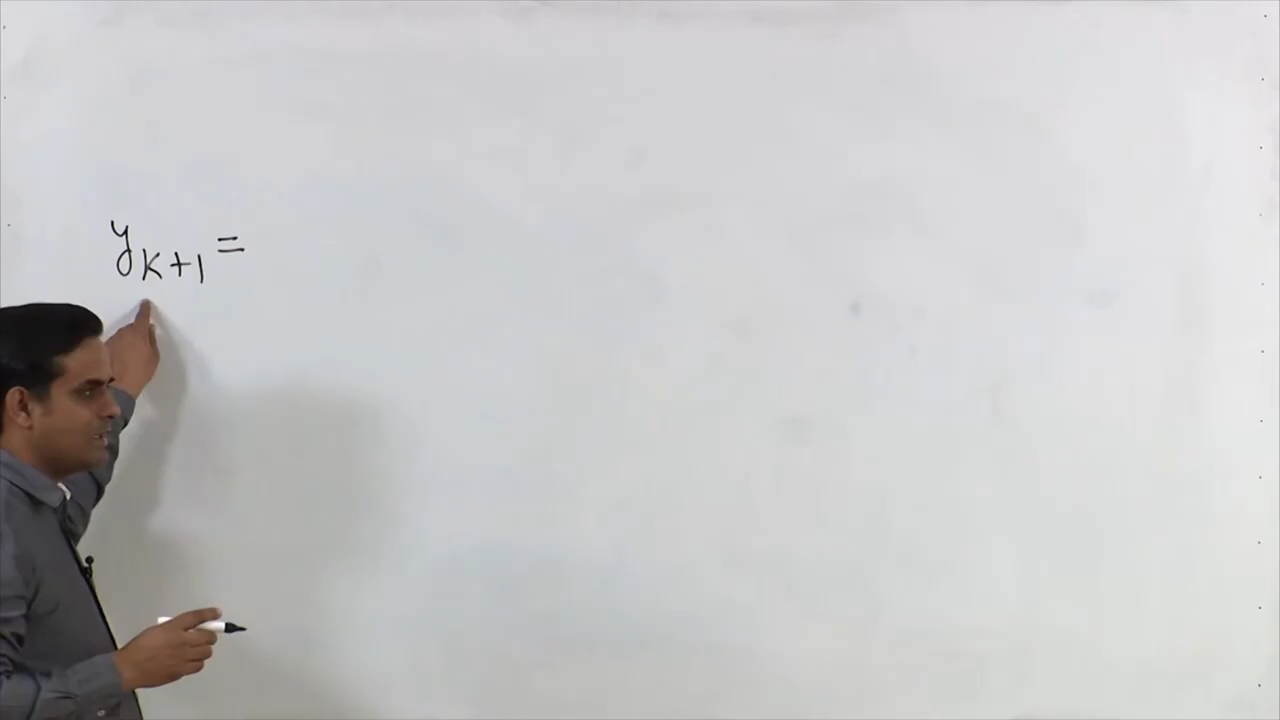 y_{k+1} =